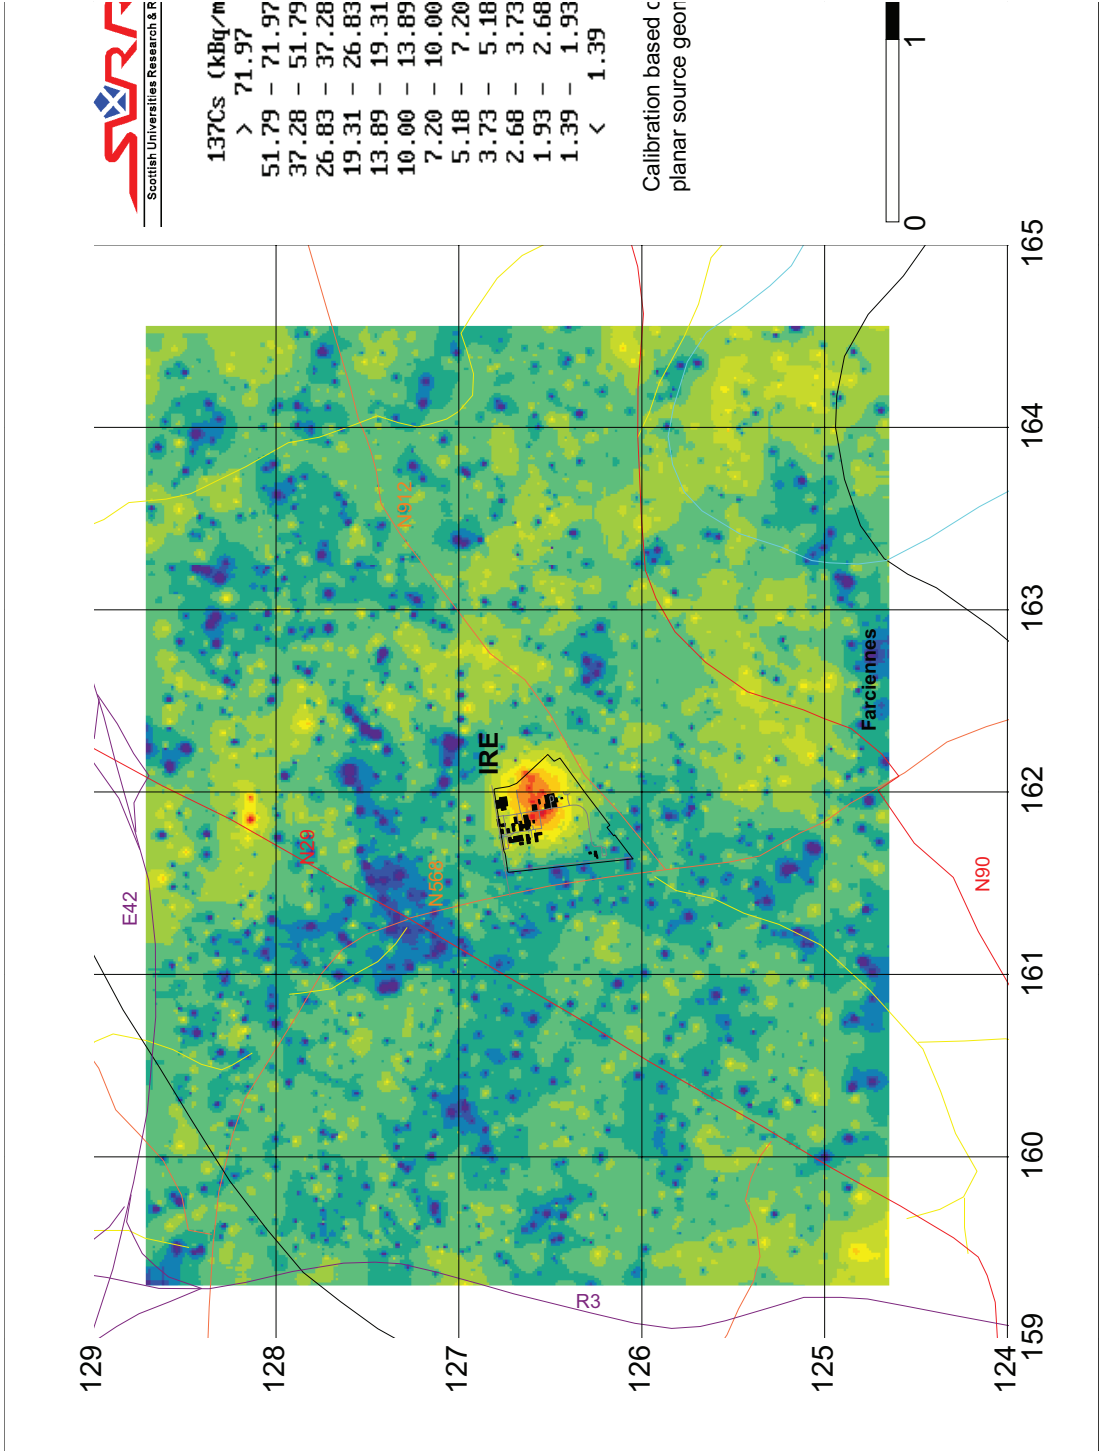 Scottish Universities Research & R
137Cs (kBq/m
> 71.97
51.79 - 71.97
37.28 - 51.79
26.83 - 37.28
19.31 - 26.83
13.89 - 19.31
10.00 - 13.89
7.20 - 10.00
5.18 - 7.20
3.73 - 5.18
2.68 - 3.73
1.93 - 2.68
1.39 - 1.93
< 1.39
Calibration based
planar source geom
0 1
129
128
127
126
125
124
159
160
161
162
163
164
165
E42
N29
N568
N912
IRE
R3
N90
Farciennes